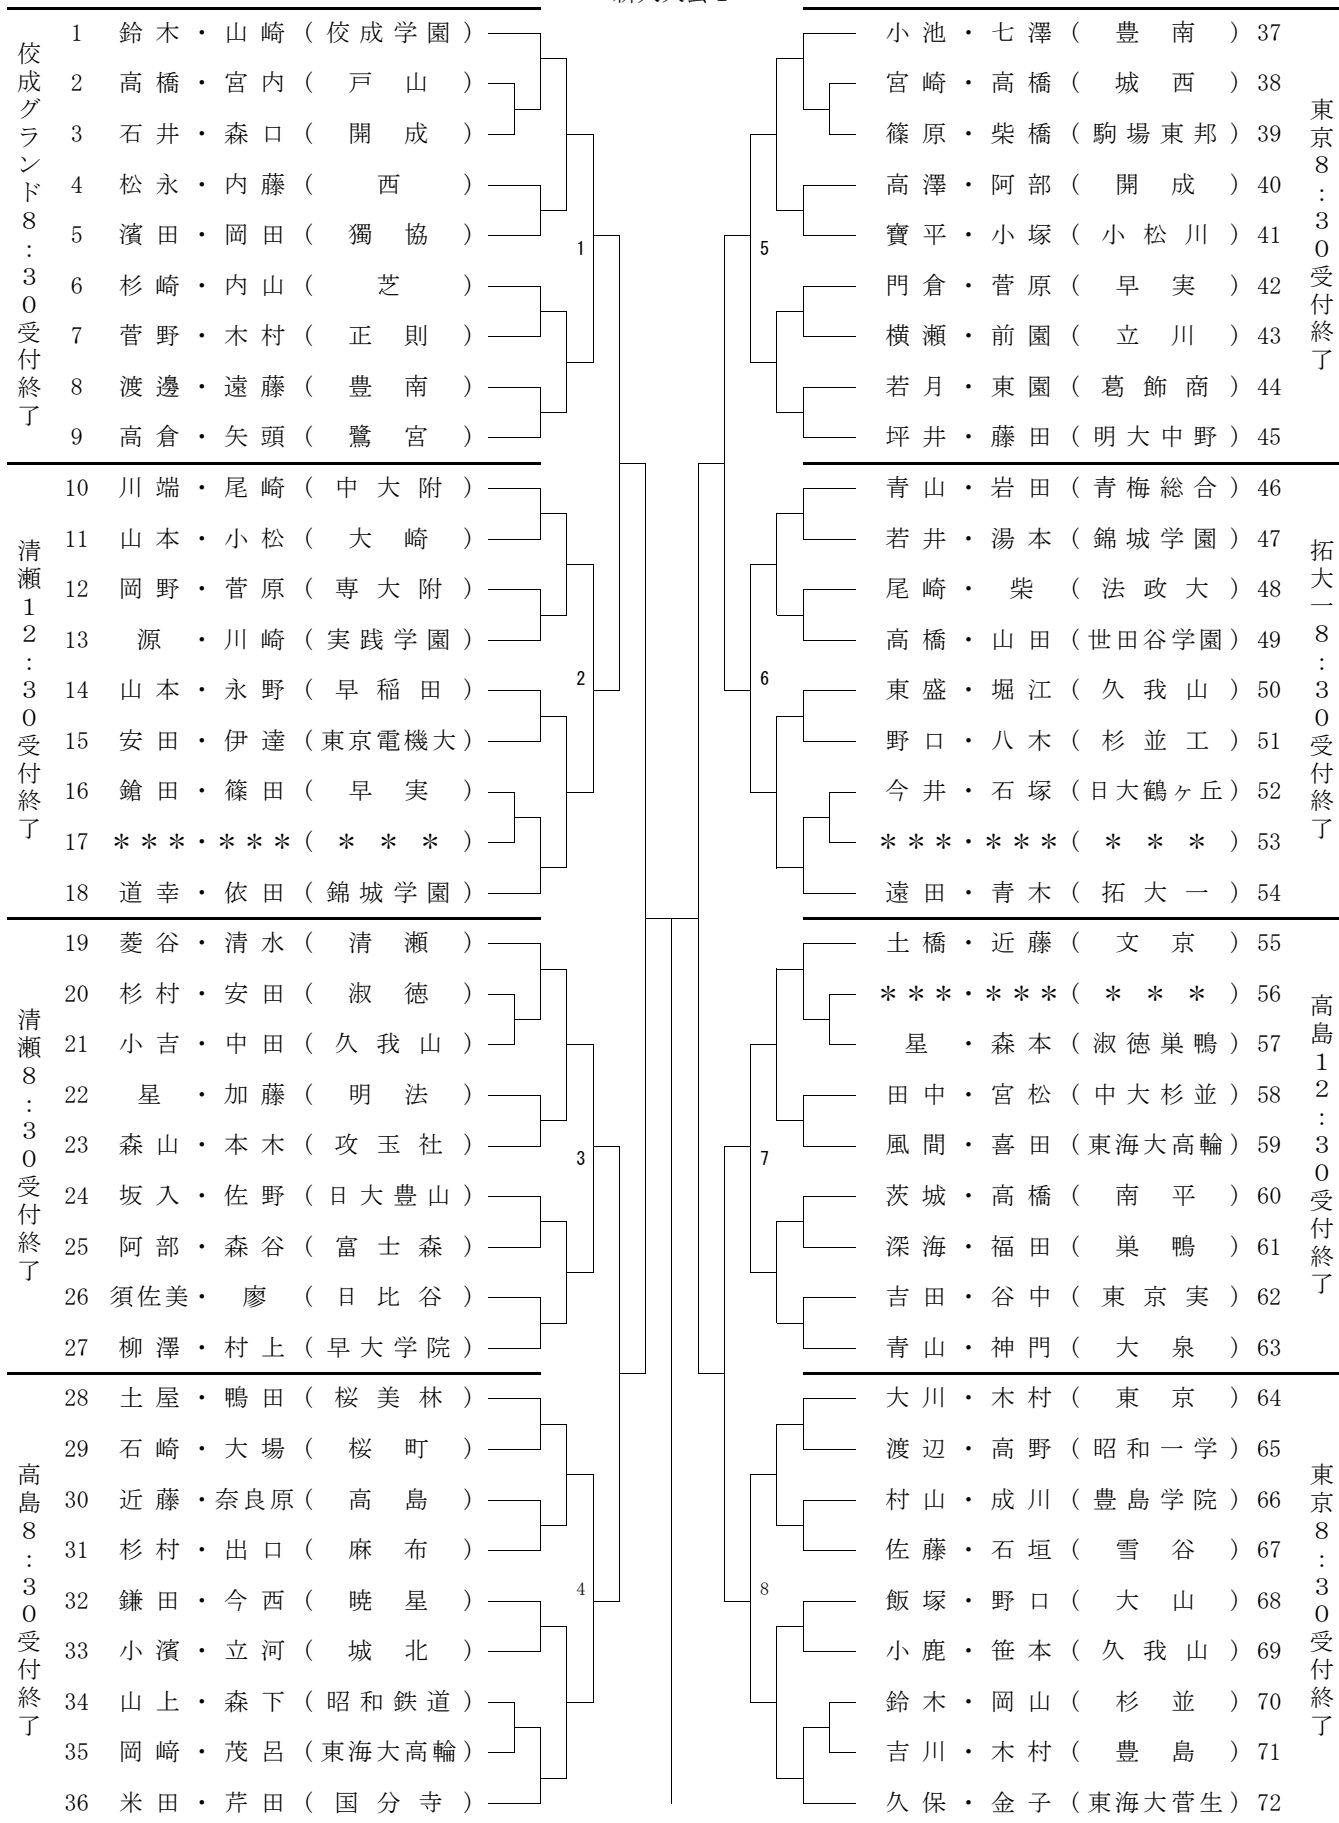 佼成グランド8:30受付終了
1 鈴木・山崎(佼成学園)
2 高橋・宮内(戸山)
3 石井・森口(開成)
4 松永・内藤(西)
5 濱田・岡田(獨協)
6 杉崎・内山(芝)
7 菅野・木村(正則)
8 渡邊・遠藤(豊南)
9 高倉・矢頭(鷺宮)
1
清瀬12:30受付終了
10 川端・尾崎(中大附)
11 山本・小松(大崎)
12 岡野・菅原(専大附)
13 源・川崎(実践学園)
14 山本・永野(早稲田)
15 安田・伊達(東京電機大)
16 鎗田・篠田(早実)
17 ***・***(***)
18 道幸・依田(錦城学園)
2
清瀬8:30受付終了
19 菱谷・清水(清瀬)
20 杉村・安田(淑徳)
21 小吉・中田(久我山)
22 星・加藤(明法)
23 森山・本木(攻玉社)
24 坂入・佐野(日大豊山)
25 阿部・森谷(富士森)
26 須佐美・廖(日比谷)
27 柳澤・村上(早大学院)
3
高島8:30受付終了
28 土屋・鴨田(桜美林)
29 石崎・大場(桜町)
30 近藤・奈良原(高島)
31 杉村・出口(麻布)
32 鎌田・今西(暁星)
33 小濱・立河(城北)
34 山上・森下(昭和鉄道)
35 岡﨑・茂呂(東海大高輪)
36 米田・芹田(国分寺)
4
小池・七澤(豊南)37
宮崎・高橋(城西)38
篠原・柴橋(駒場東邦)39
高澤・阿部(開成)40
寶平・小塚(小松川)41
門倉・菅原(早実)42
横瀬・前園(立川)43
若月・東園(葛飾商)44
坪井・藤田(明大中野)45
5
東京8:30受付終了
青山・岩田(青梅総合)46
若井・湯本(錦城学園)47
尾崎・柴(法政大)48
高橋・山田(世田谷学園)49
東盛・堀江(久我山)50
野口・八木(杉並工)51
今井・石塚(日大鶴ヶ丘)52
***・***(***)53
遠田・青木(拓大一)54
6
拓大一8:30受付終了
土橋・近藤(文京)55
***・***(***)56
星・森本(淑徳巣鴨)57
田中・宮松(中大杉並)58
風間・喜田(東海大高輪)59
茨城・高橋(南平)60
深海・福田(巣鴨)61
吉田・谷中(東京実)62
青山・神門(大泉)63
7
高島12:30受付終了
大川・木村(東京)64
渡辺・高野(昭和一学)65
村山・成川(豊島学院)66
佐藤・石垣(雪谷)67
飯塚・野口(大山)68
小鹿・笹本(久我山)69
鈴木・岡山(杉並)70
吉川・木村(豊島)71
久保・金子(東海大菅生)72
8
東京8:30受付終了